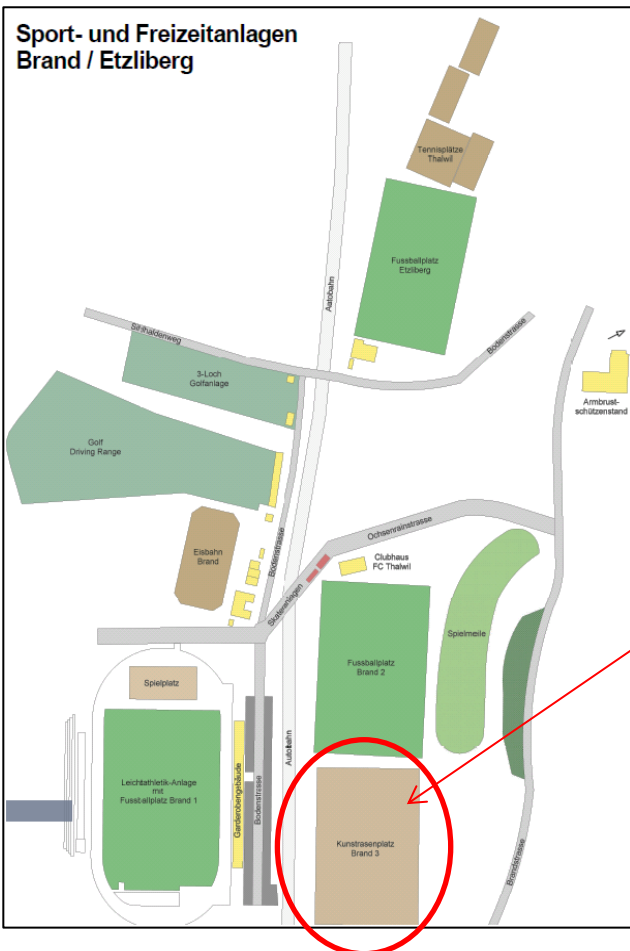 Sport- und Freizeitanlagen
Brand / Etzliberg
Tennisplätze
Thalwil
Fussballplatz
Etzliberg
Autobahn
Sihlhaldenweg
Bodenstrasse
3-Loch
Golfanlage
Armbrust-
schützenstand
Golf
Driving Range
Bodenstrasse
Ochsenrainstrasse
Eisbahn
Brand
Clubhaus
FC Thalwil
Skateranlagen
Spielmeile
Fussballplatz
Brand 2
Spielplatz
Leichtathletik-Anlage
mit
Fussballplatz Brand 1
Garderobengebäude
Bodenstrasse
Autobahn
Kunstrasenplatz
Brand 3
Brandstrasse